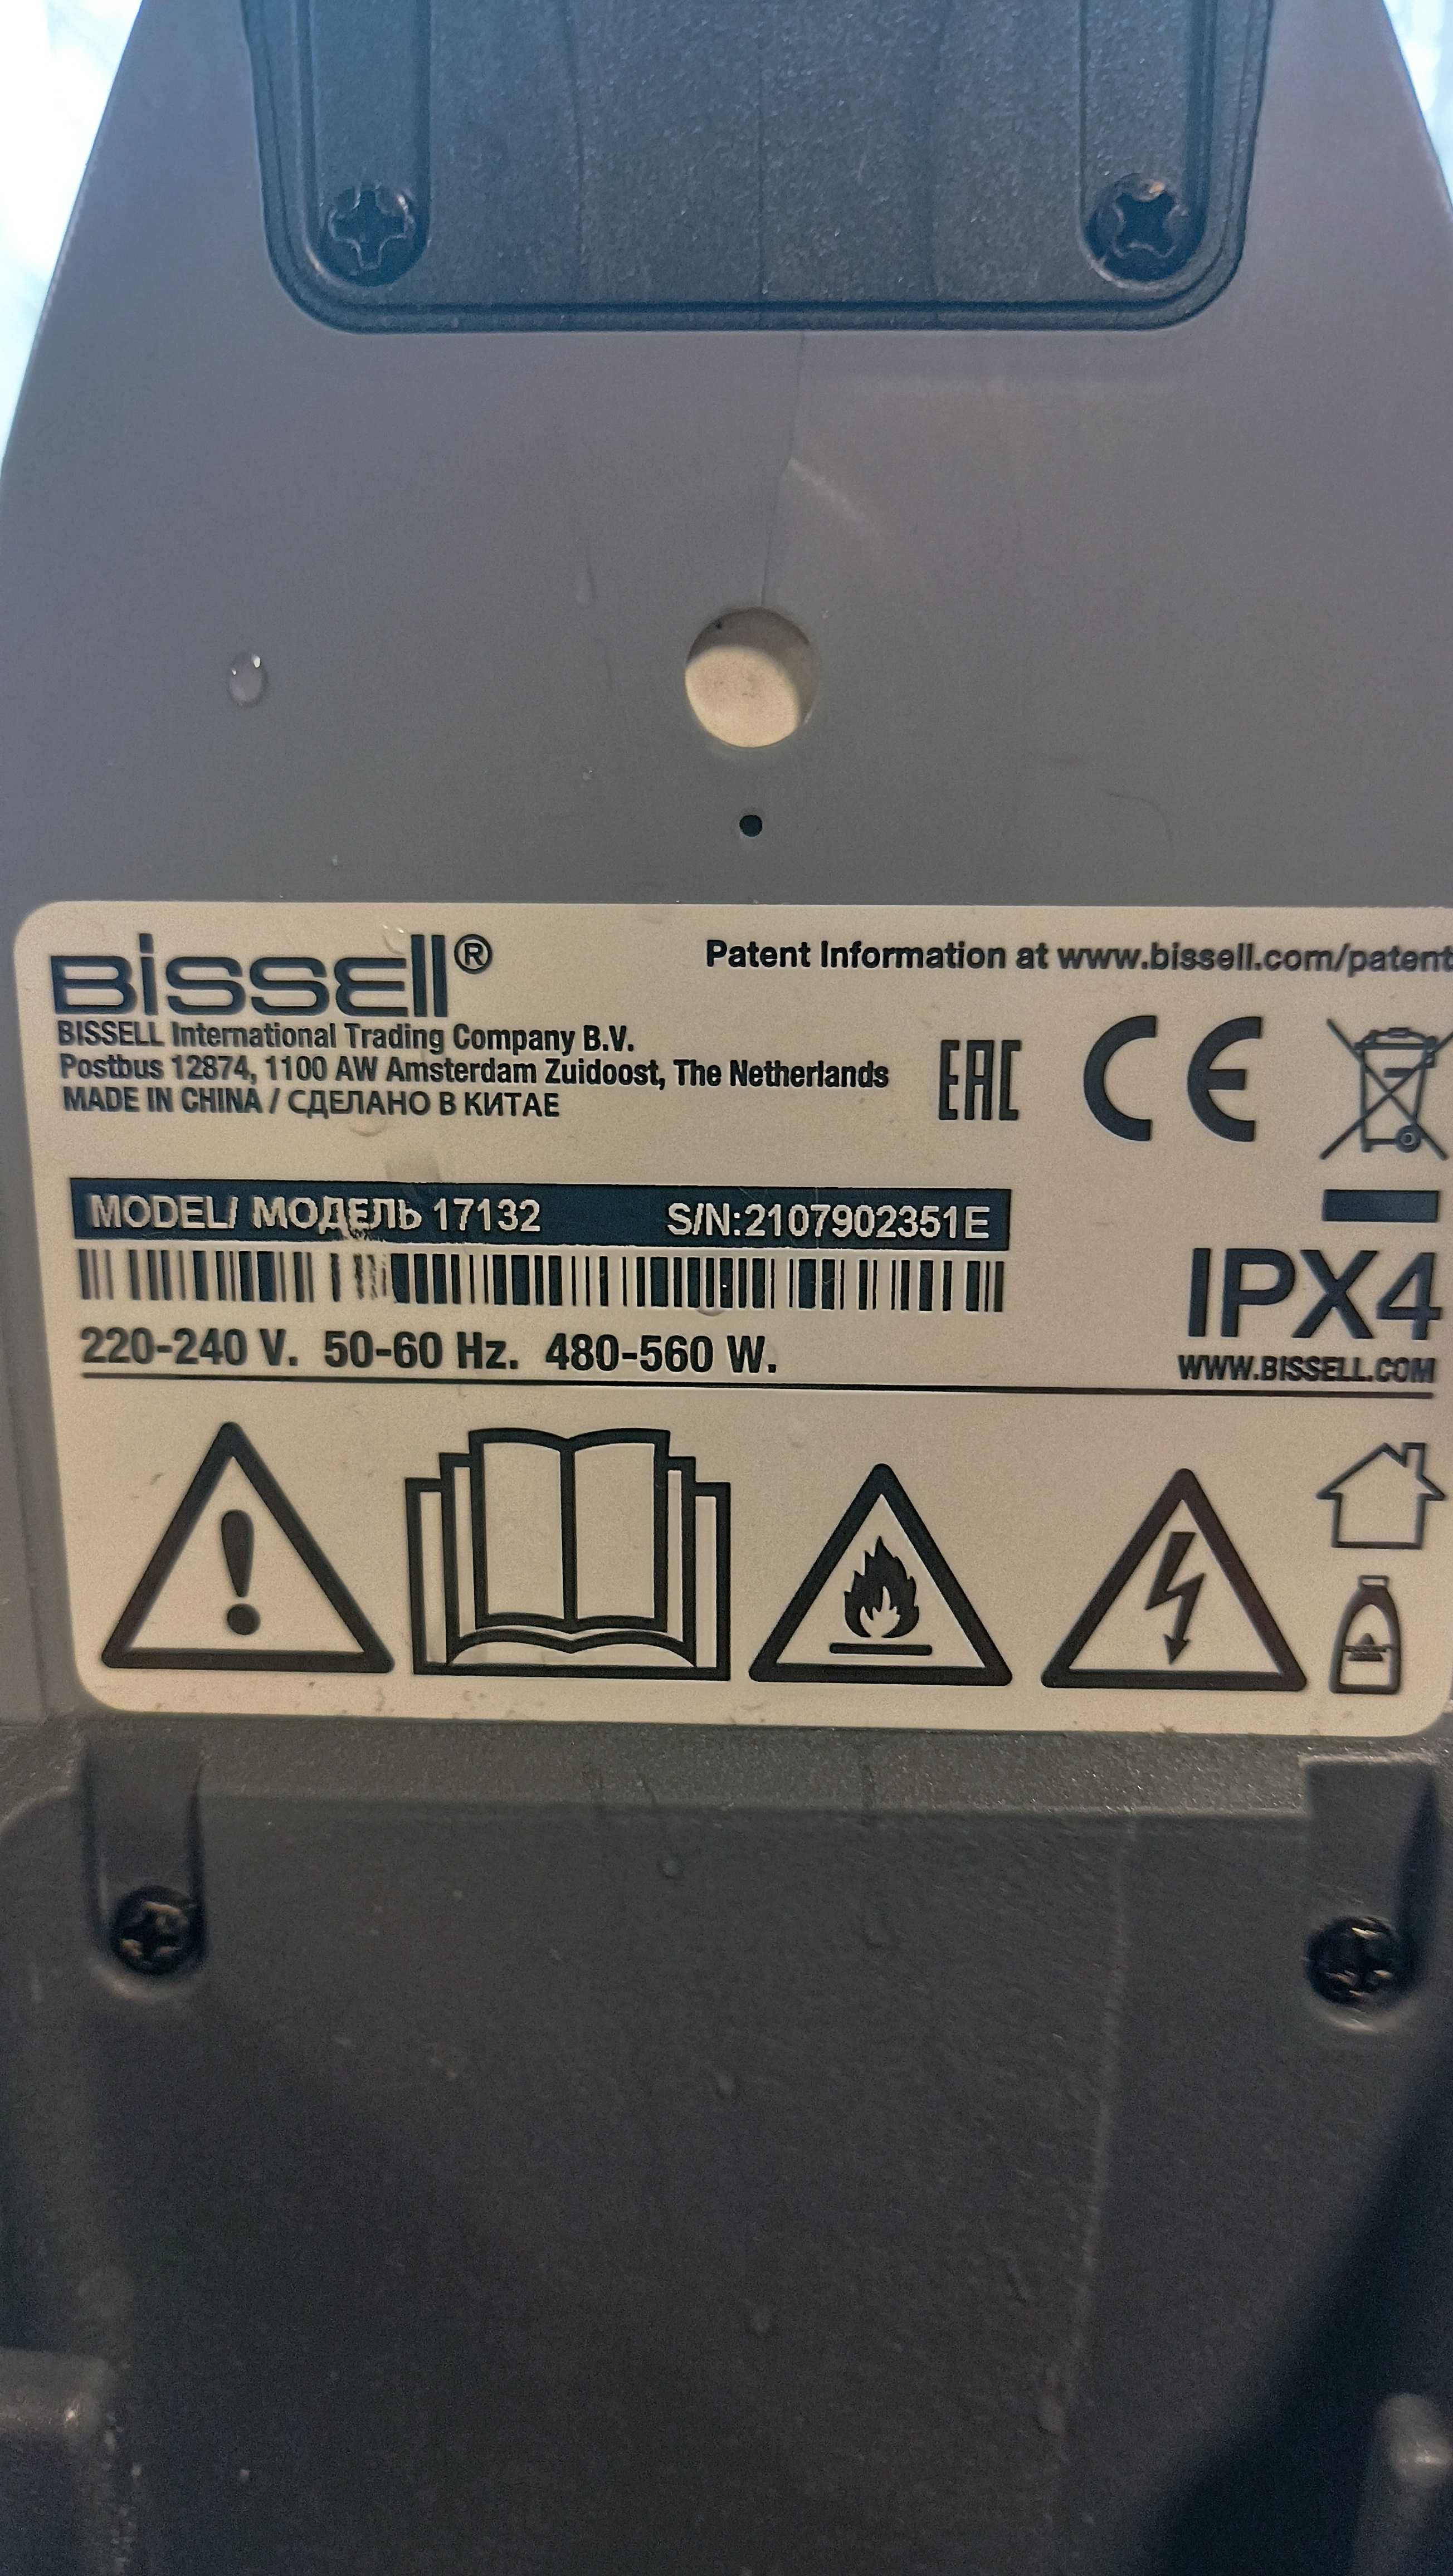 BISSELL®
Patent Information at www.bissell.com/patent
BISSELL International Trading Company B.V.
Postbus 12874, 1100 AW Amsterdam Zuidoost, The Netherlands
MADE IN CHINA / СДЕЛАНО В КИТАЕ
EAC CE
MODEL/ МОДЕЛЬ 17132 S/N:2107902351E
IPX4
220-240 V. 50-60 Hz. 480-560 W.
WWW.BISSELL.COM